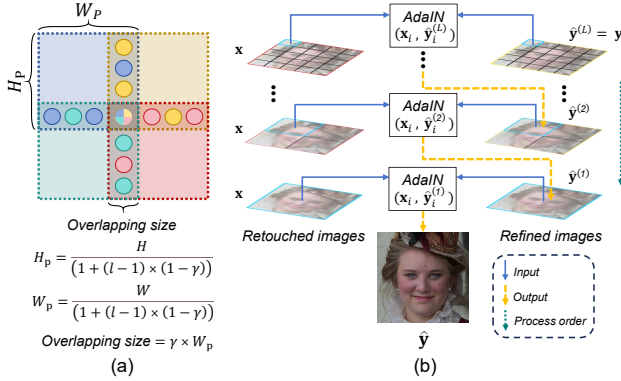 W_P
H_P
Overlapping size
H_p = H / (1 + (l − 1) × (1 − γ))
W_p = W / (1 + (l − 1) × (1 − γ))
Overlapping size = γ × W_p
(a)
x
AdaIN
(x_i , ŷ_i^(L))
ŷ^(L) = y
x
AdaIN
(x_i , ŷ_i^(2))
ŷ^(2)
x
AdaIN
(x_i , ŷ_i^(1))
ŷ^(1)
Retouched images
Refined images
ŷ
Input
Output
Process order
(b)